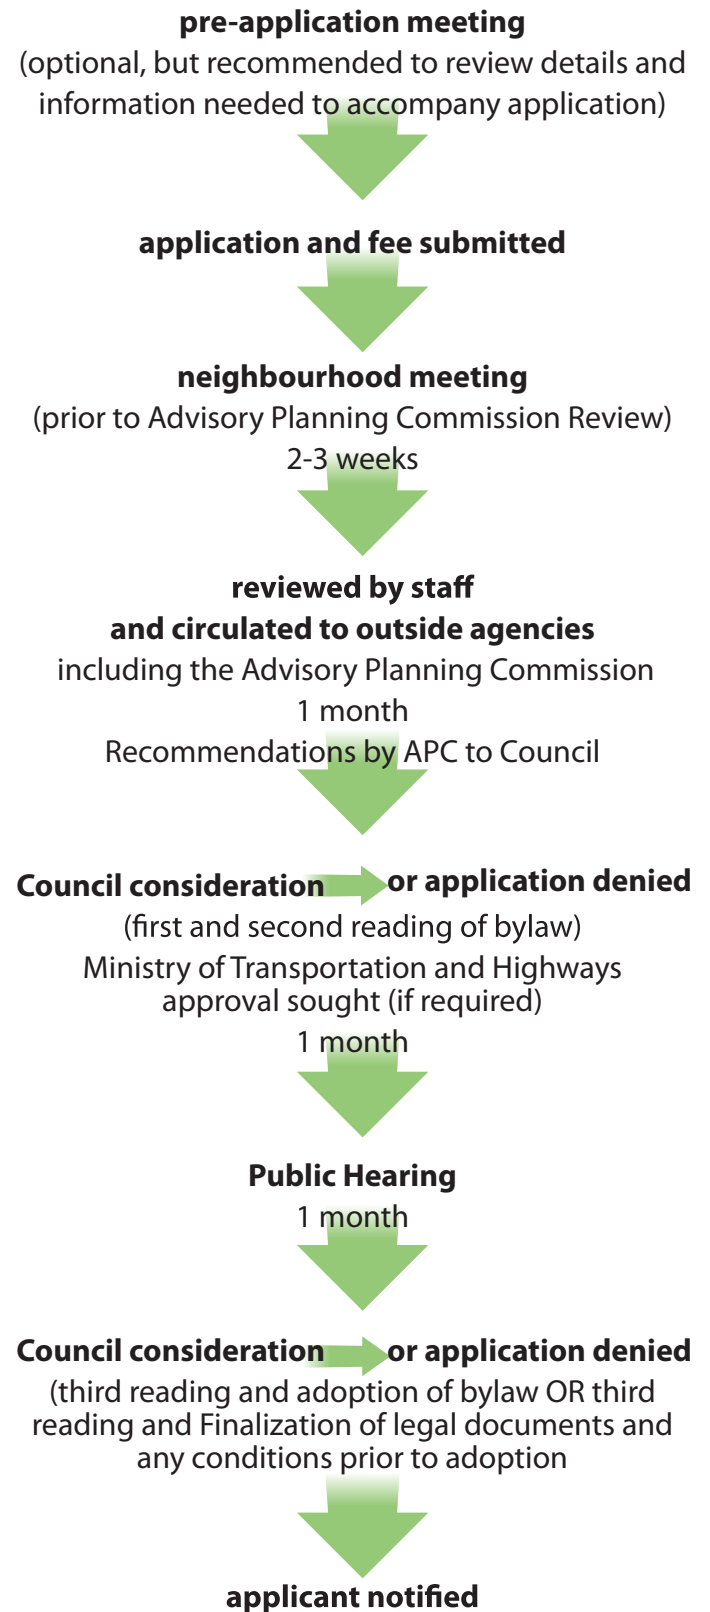 pre-application meeting
(optional, but recommended to review details and
information needed to accompany application)
application and fee submitted
neighbourhood meeting
(prior to Advisory Planning Commission Review)
2-3 weeks
reviewed by staff
and circulated to outside agencies
including the Advisory Planning Commission
1 month
Recommendations by APC to Council
Council consideration or application denied
(first and second reading of bylaw)
Ministry of Transportation and Highways
approval sought (if required)
1 month
Public Hearing
1 month
Council consideration or application denied
(third reading and adoption of bylaw OR third
reading and Finalization of legal documents and
any conditions prior to adoption
applicant notified